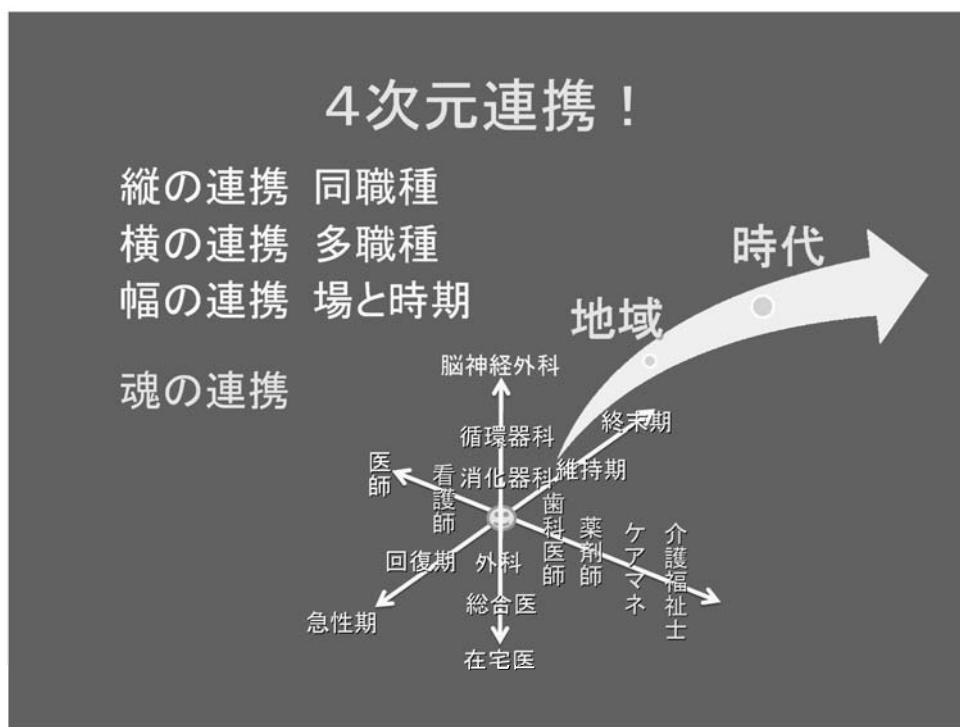 4次元連携！
縦の連携 同職種
横の連携 多職種
幅の連携 場と時期
魂の連携
時代
地域
脳神経外科
循環器科
消化器科
外科
総合医
在宅医
終末期
維持期
回復期
急性期
医師
看護師
歯科医師
薬剤師
ケアマネ
介護福祉士